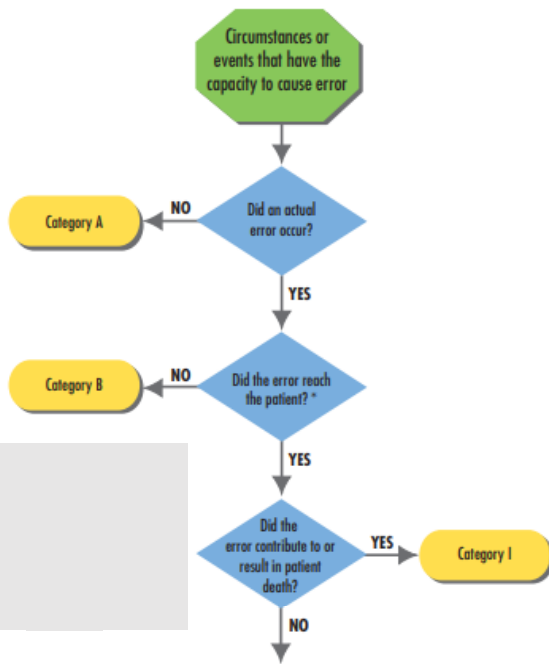 Circumstances or
events that have the
capacity to cause error
Did an actual
error occur?
NO
Category A
YES
Did the error reach
the patient? *
NO
Category B
YES
Did the
error contribute to or
result in patient
death?
YES
Category I
NO